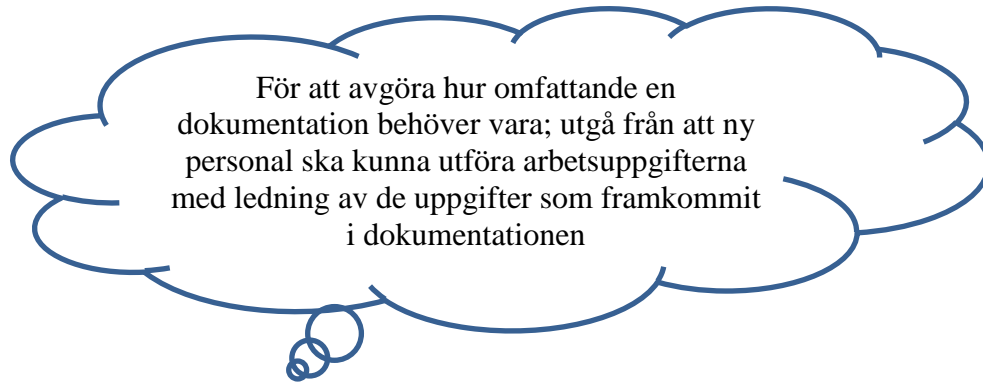 För att avgöra hur omfattande en
dokumentation behöver vara; utgå från att ny
personal ska kunna utföra arbetsuppgifterna
med ledning av de uppgifter som framkommit
i dokumentationen